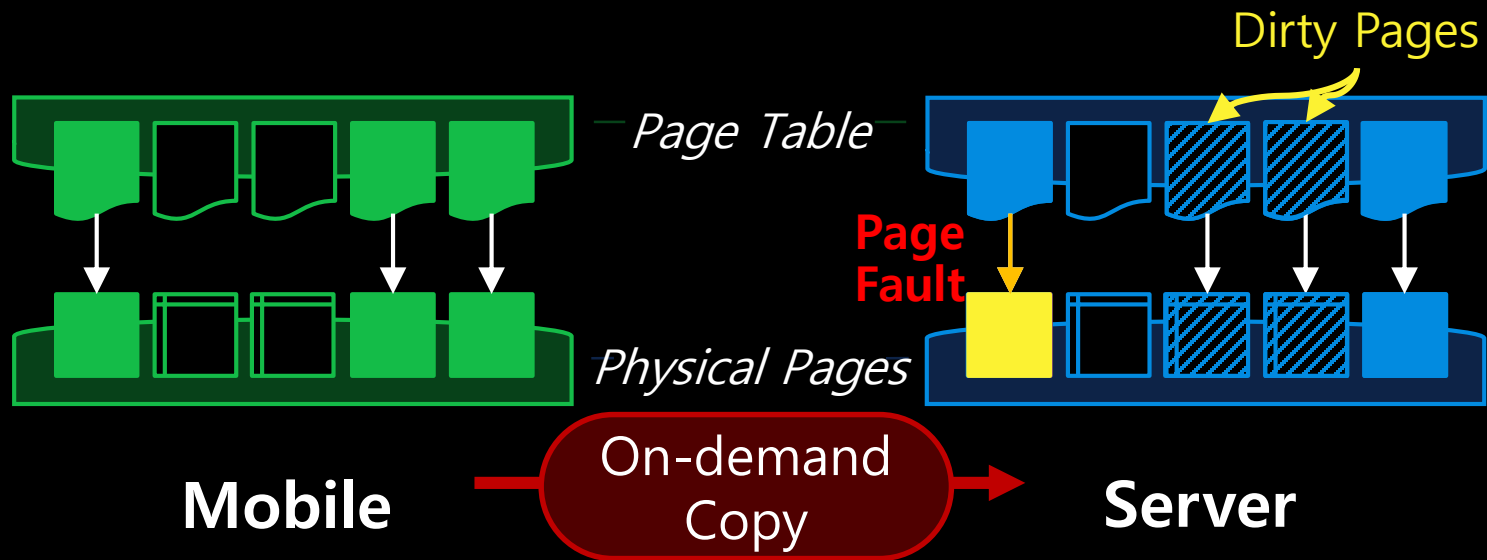 Dirty Pages
Page Table
Page
Fault
Physical Pages
On-demand
Copy
Mobile
Server